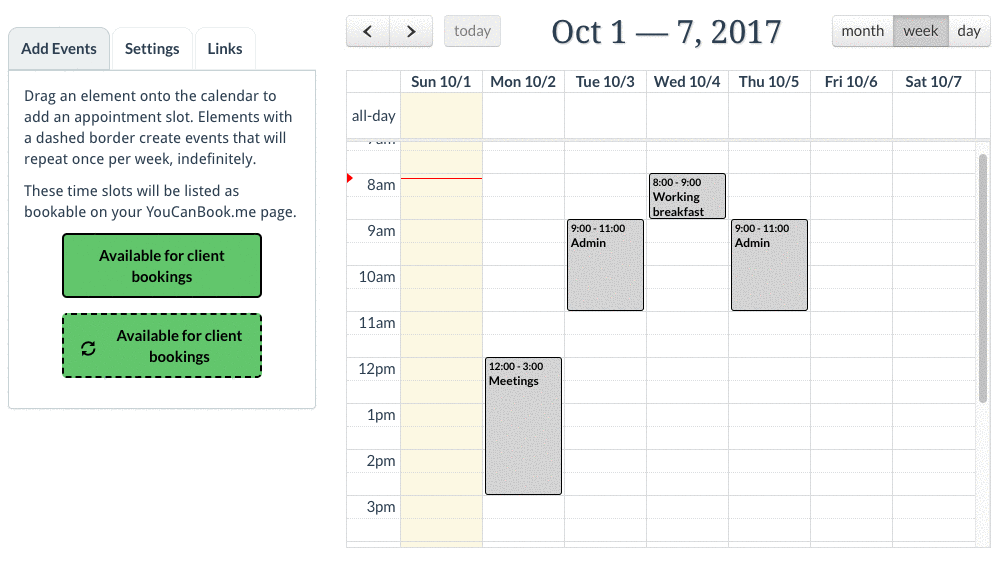 Add Events
Settings
Links
Drag an element onto the calendar to
add an appointment slot. Elements with
a dashed border create events that will
repeat once per week, indefinitely.
These time slots will be listed as
bookable on your YouCanBook.me page.
Available for client
bookings
Available for client
bookings
today
Oct 1 — 7, 2017
month
week
day
Sun 10/1
Mon 10/2
Tue 10/3
Wed 10/4
Thu 10/5
Fri 10/6
Sat 10/7
all-day
7am
8am
9am
10am
11am
12pm
1pm
2pm
3pm
12:00 - 3:00
Meetings
9:00 - 11:00
Admin
8:00 - 9:00
Working
breakfast
9:00 - 11:00
Admin